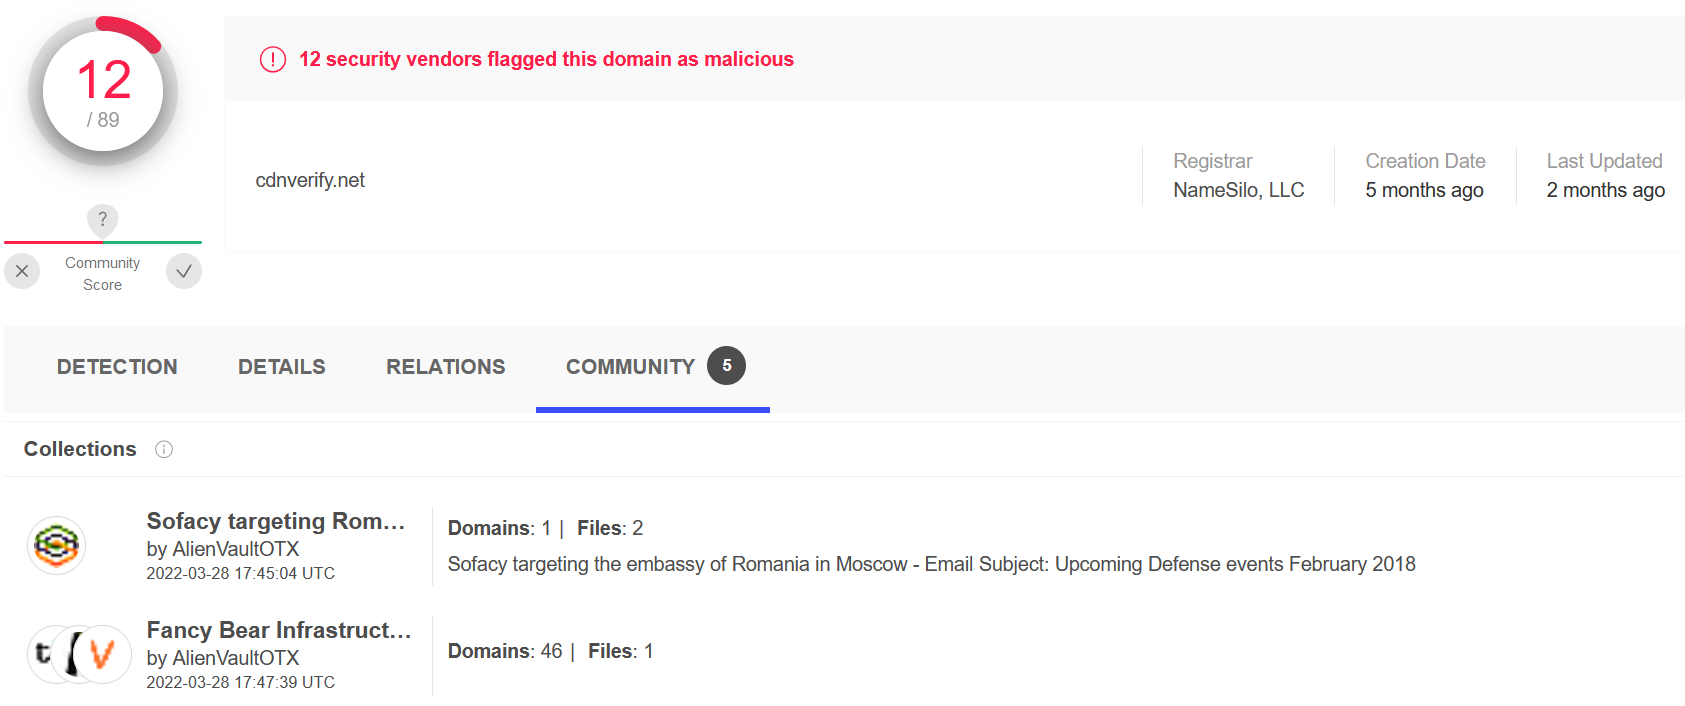 12
/ 89
?
Community
Score
12 security vendors flagged this domain as malicious
cdnverify.net
Registrar
NameSilo, LLC
Creation Date
5 months ago
Last Updated
2 months ago
DETECTION
DETAILS
RELATIONS
COMMUNITY
5
Collections
Sofacy targeting Rom…
by AlienVaultOTX
2022-03-28 17:45:04 UTC
Domains: 1 | Files: 2
Sofacy targeting the embassy of Romania in Moscow - Email Subject: Upcoming Defense events February 2018
t
V
Fancy Bear Infrastruct…
by AlienVaultOTX
2022-03-28 17:47:39 UTC
Domains: 46 | Files: 1